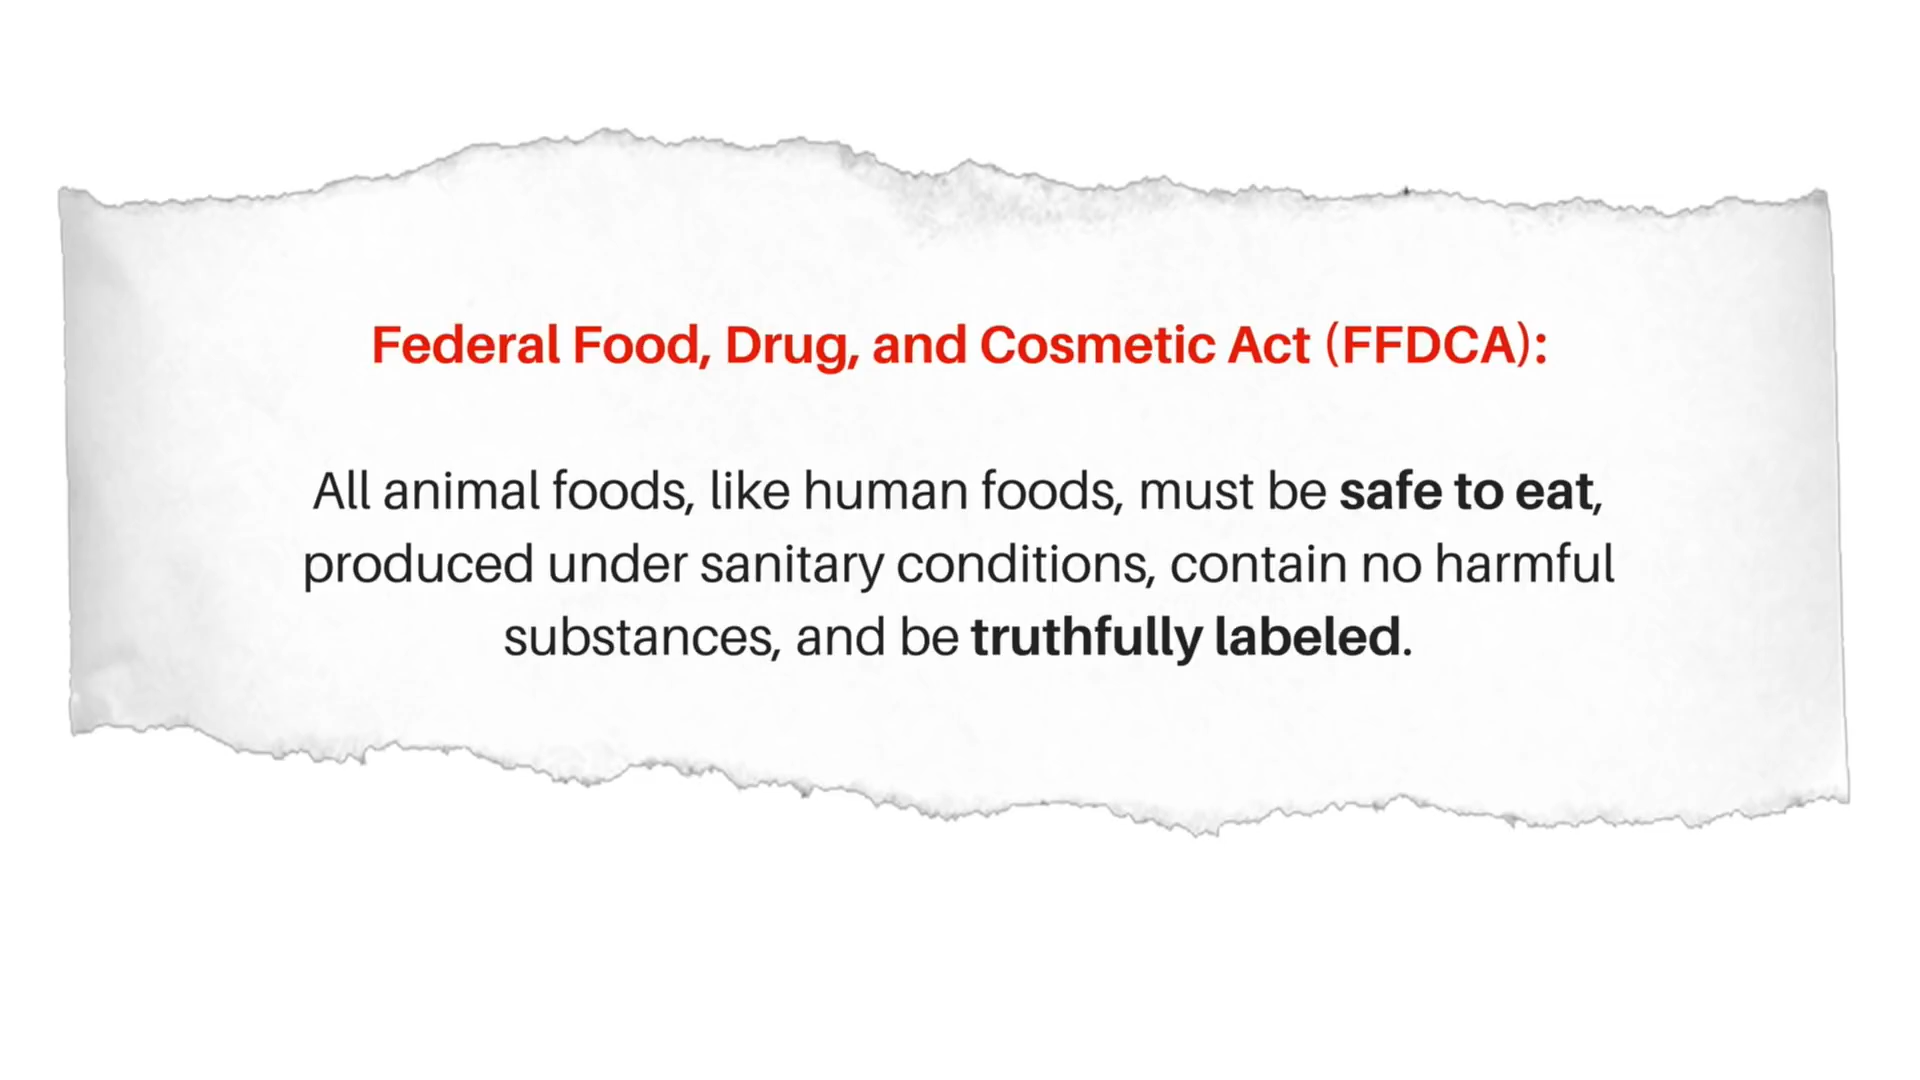 Federal Food, Drug, and Cosmetic Act (FFDCA):
All animal foods, like human foods, must be safe to eat,
produced under sanitary conditions, contain no harmful
substances, and be truthfully labeled.